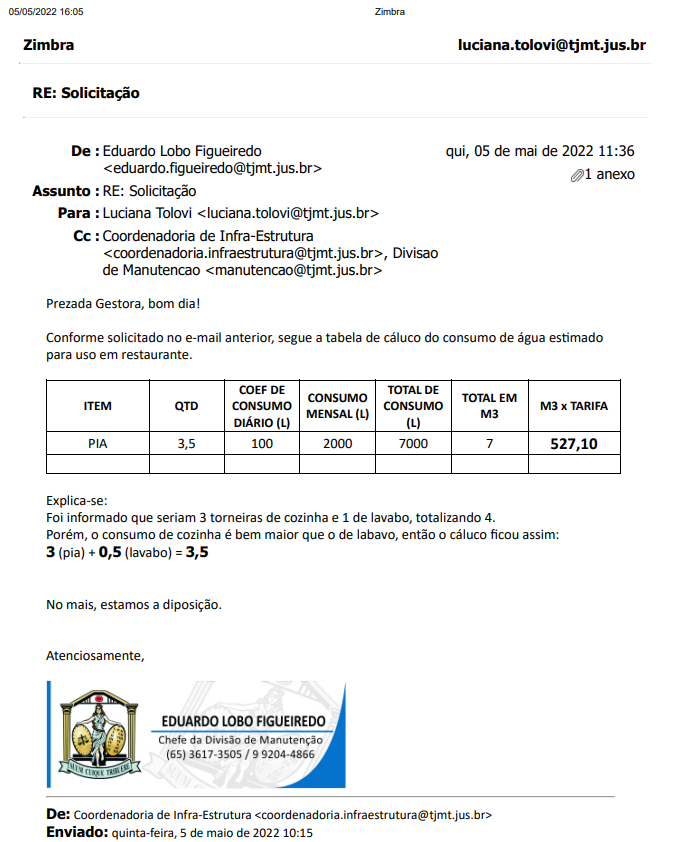 05/05/2022 16:05 Zimbra
Zimbra luciana.tolovi@tjmt.jus.br
RE: Solicitação
De : Eduardo Lobo Figueiredo qui, 05 de mai de 2022 11:36
<eduardo.figueiredo@tjmt.jus.br> 1 anexo
Assunto : RE: Solicitação
Para : Luciana Tolovi <luciana.tolovi@tjmt.jus.br>
Cc : Coordenadoria de Infra-Estrutura
<coordenadoria.infraestrutura@tjmt.jus.br>, Divisao
de Manutencao <manutencao@tjmt.jus.br>
Prezada Gestora, bom dia!
Conforme solicitado no e-mail anterior, segue a tabela de cáluco do consumo de água estimado
para uso em restaurante.
ITEM QTD COEF DE CONSUMO DIÁRIO (L) CONSUMO MENSAL (L) TOTAL DE CONSUMO (L) TOTAL EM M3 M3 x TARIFA
PIA 3,5 100 2000 7000 7 527,10
Explica-se:
Foi informado que seriam 3 torneiras de cozinha e 1 de lavabo, totalizando 4.
Porém, o consumo de cozinha é bem maior que o de labavo, então o cáluco ficou assim:
3 (pia) + 0,5 (lavabo) = 3,5
No mais, estamos a diposição.
Atenciosamente,
EDUARDO LOBO FIGUEIREDO
Chefe da Divisão de Manutenção
(65) 3617-3505 / 9 9204-4866
SUUM CUIQUE TRIBUERE
De: Coordenadoria de Infra-Estrutura <coordenadoria.infraestrutura@tjmt.jus.br>
Enviado: quinta-feira, 5 de maio de 2022 10:15